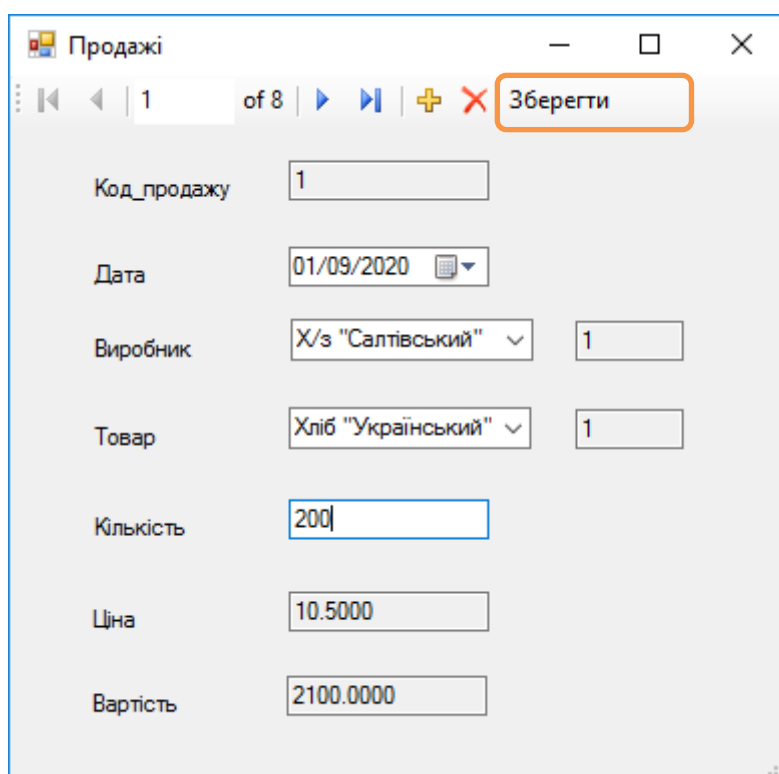 Продажі
1 of 8 Зберегти
Код_продажу 1
Дата 01/09/2020
Виробник Х/з "Салтівський" 1
Товар Хліб "Український" 1
Кількість 200
Ціна 10.5000
Вартість 2100.0000